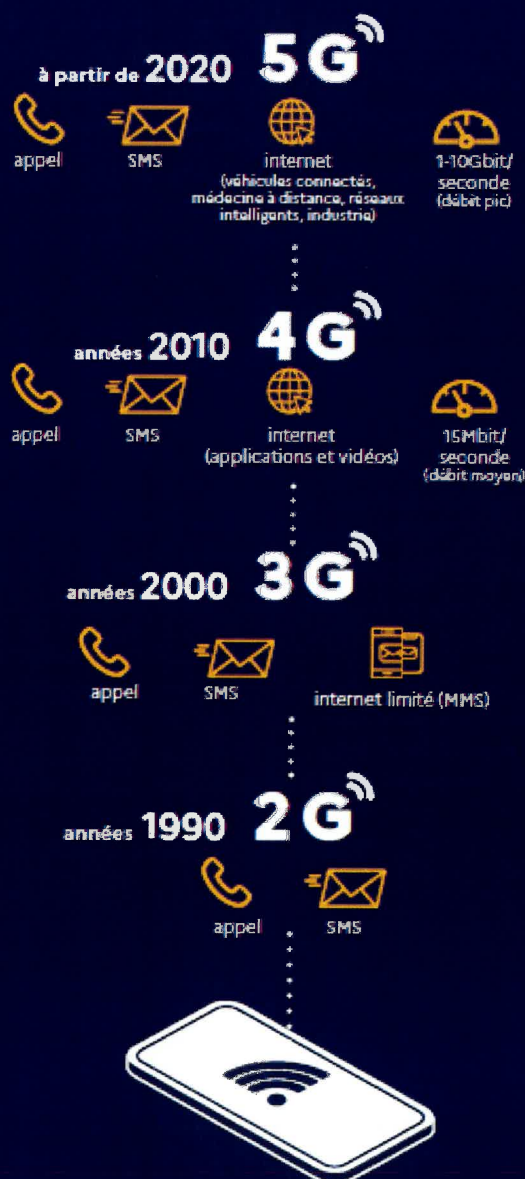 à partir de 2020 5G
appel
SMS
internet
(véhicules connectés,
médecine à distance, réseaux
intelligents, industrie)
1-10Gbit/
seconde
(débit pic)
années 2010 4G
appel
SMS
internet
(applications et vidéos)
15Mbit/
seconde
(débit moyen)
années 2000 3G
appel
SMS
internet limité (MMS)
années 1990 2G
appel
SMS